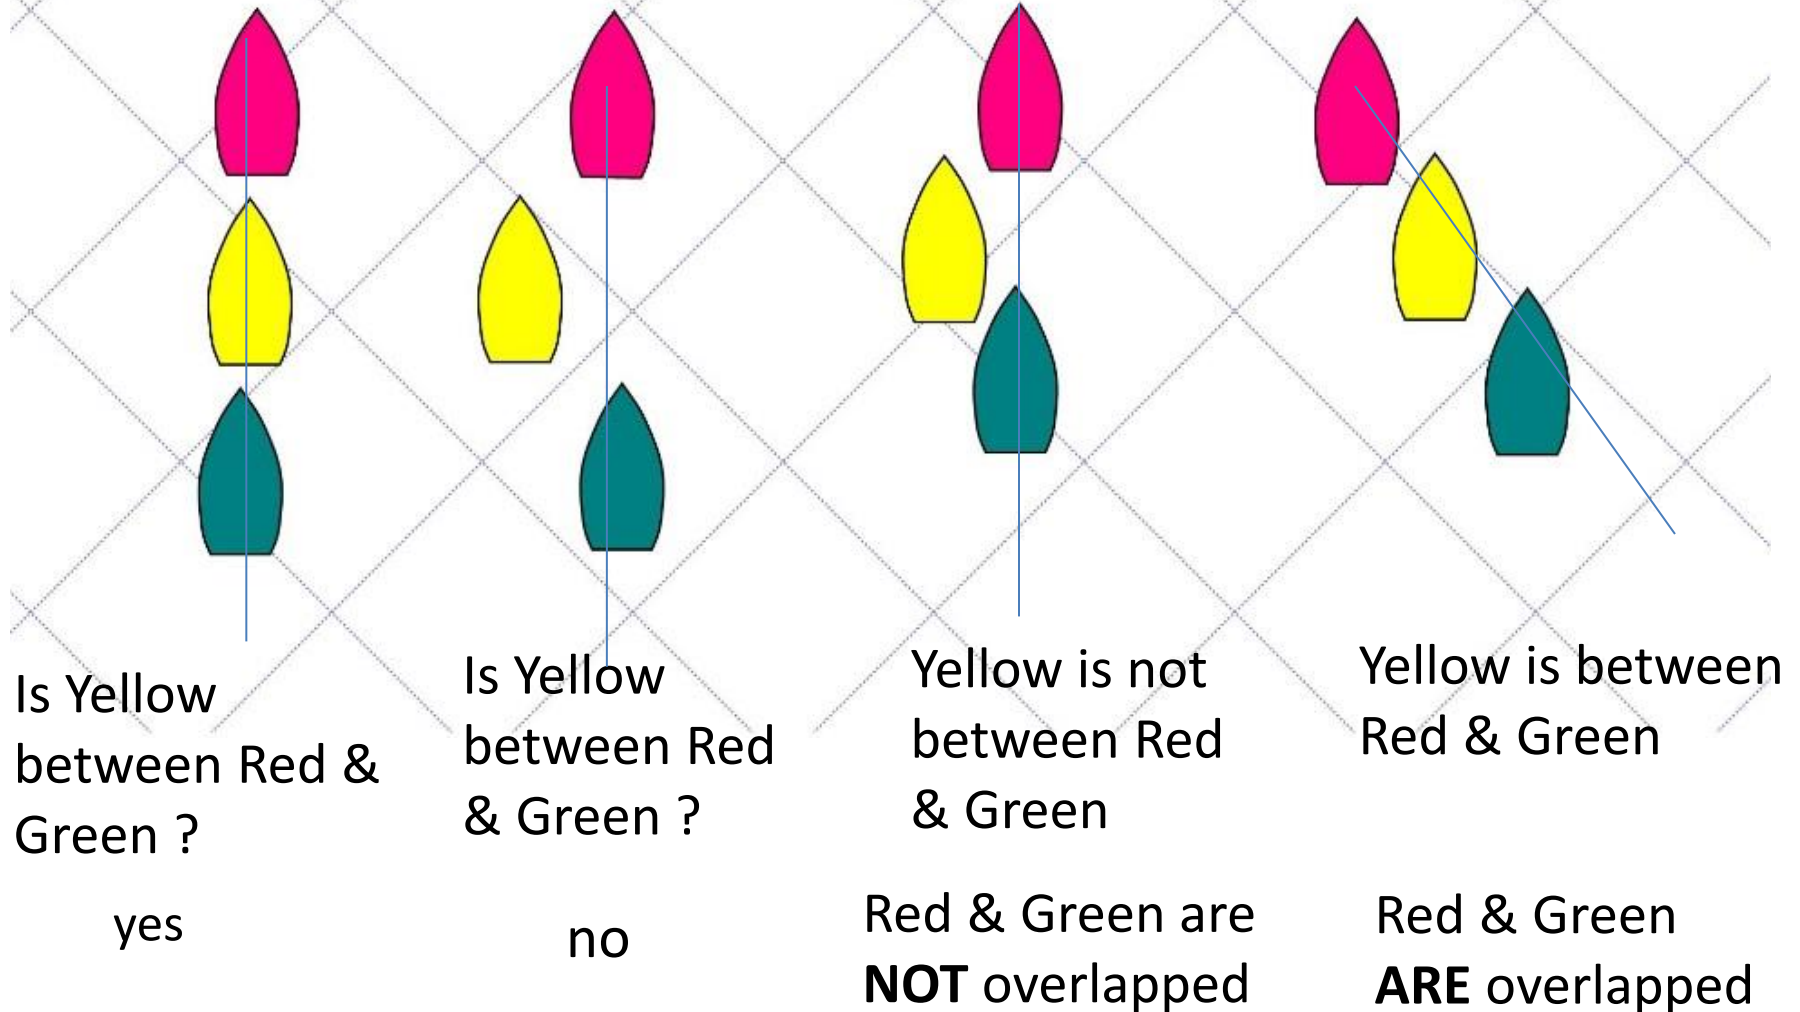 Is Yellow
between Red &
Green ?
yes
Is Yellow
between Red
& Green ?
no
Yellow is not
between Red
& Green
Red & Green are
NOT overlapped
Yellow is between
Red & Green
Red & Green
ARE overlapped